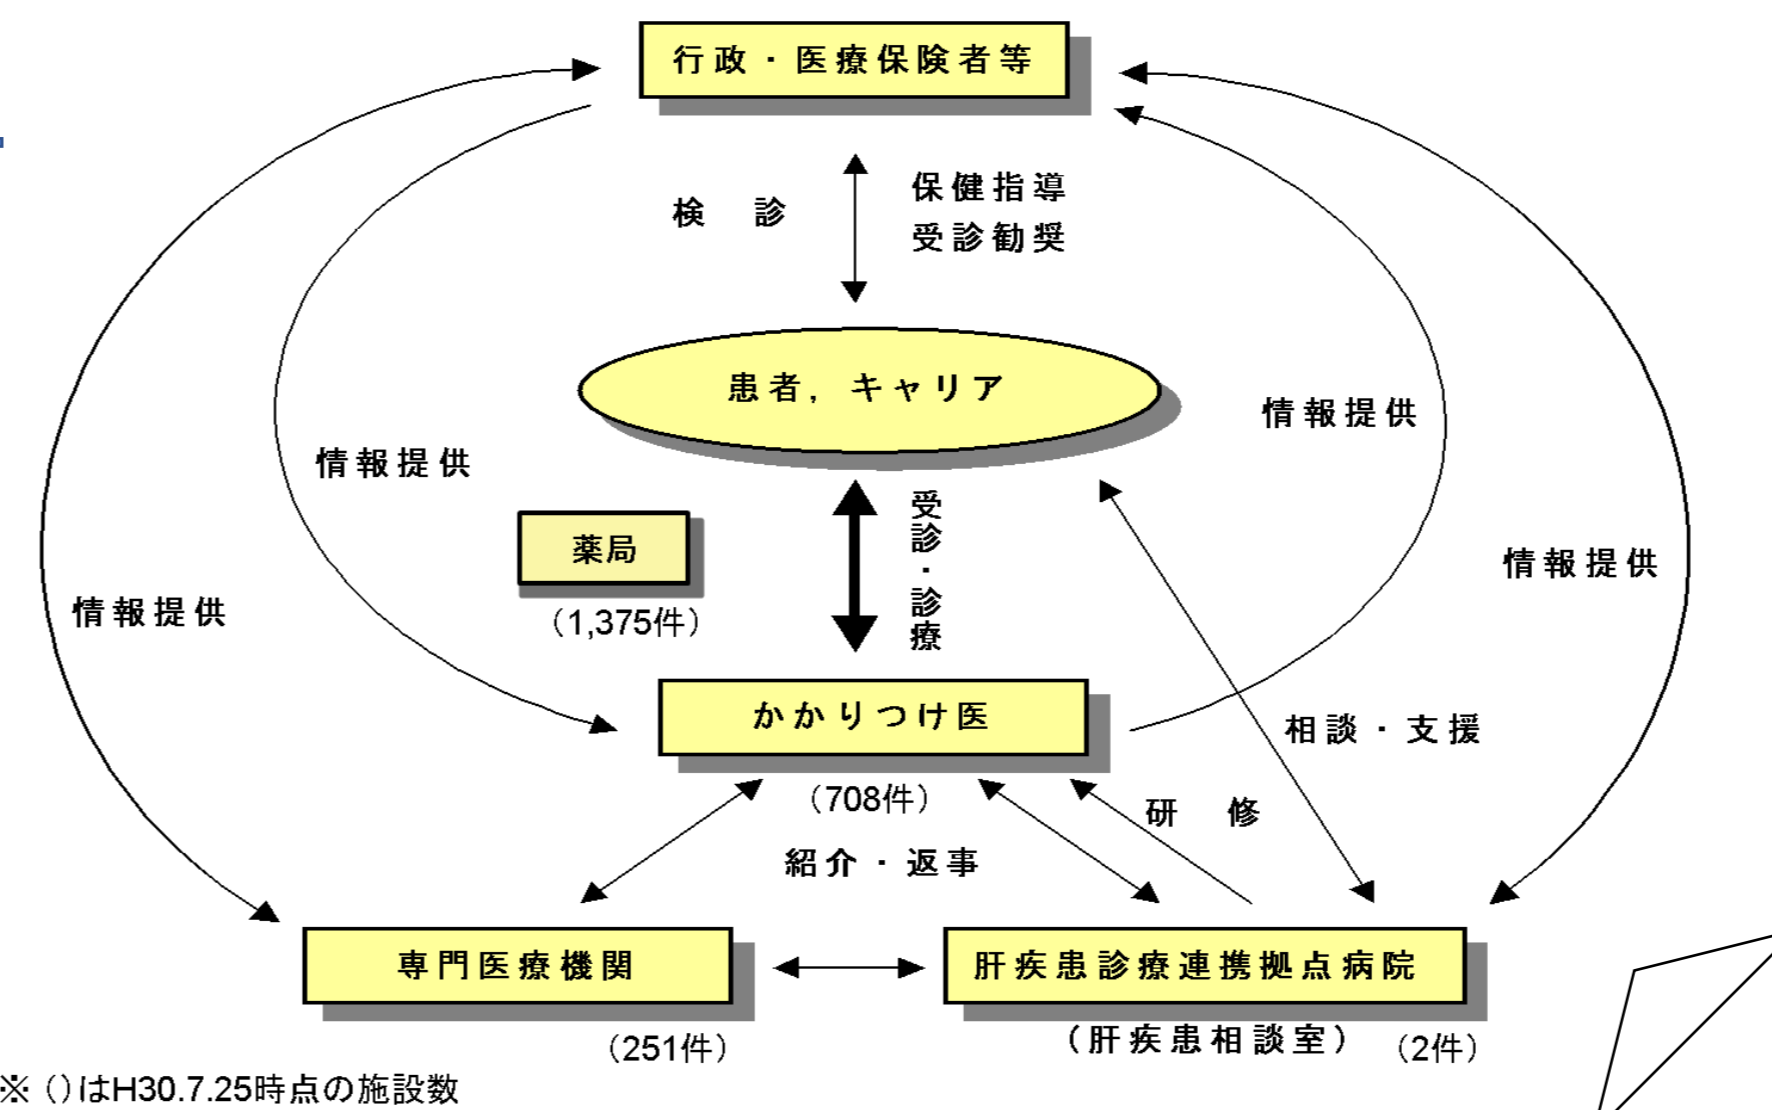 行政・医療保険者等
検 診
保健指導
受診勧奨
患者，キャリア
情報提供
情報提供
受診・診療
薬局
（1,375件）
情報提供
情報提供
かかりつけ医
（708件）
相談・支援
研 修
紹介・返事
専門医療機関
（251件）
肝疾患診療連携拠点病院
（肝疾患相談室）
（2件）
※（）はH30.7.25時点の施設数